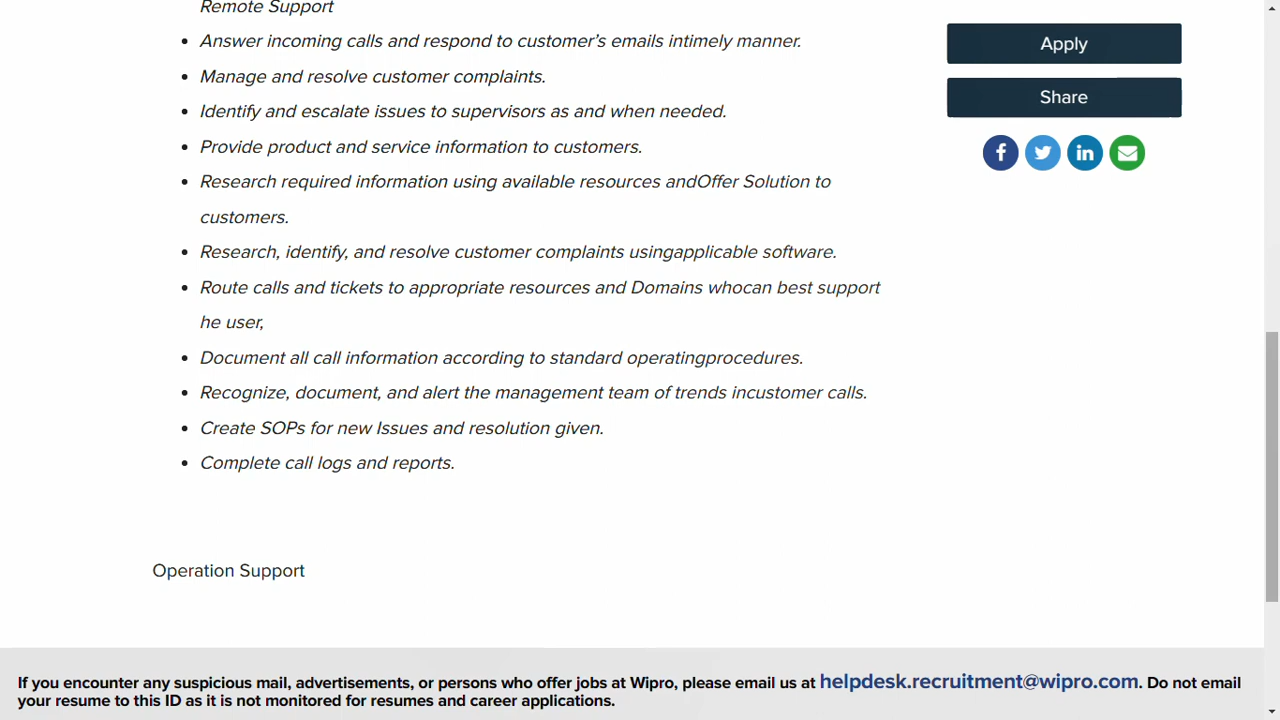 Remote Support
Answer incoming calls and respond to customer's emails intimely manner.
Manage and resolve customer complaints.
Identify and escalate issues to supervisors as and when needed.
Provide product and service information to customers.
Research required information using available resources andOffer Solution to
customers.
Research, identify, and resolve customer complaints usingapplicable software.
Route calls and tickets to appropriate resources and Domains whocan best support
he user,
Document all call information according to standard operatingprocedures.
Recognize, document, and alert the management team of trends incustomer calls.
Create SOPs for new Issues and resolution given.
Complete call logs and reports.
Operation Support
Apply
Share
If you encounter any suspicious mail, advertisements, or persons who offer jobs at Wipro, please email us at helpdesk.recruitment@wipro.com. Do not email
your resume to this ID as it is not monitored for resumes and career applications.